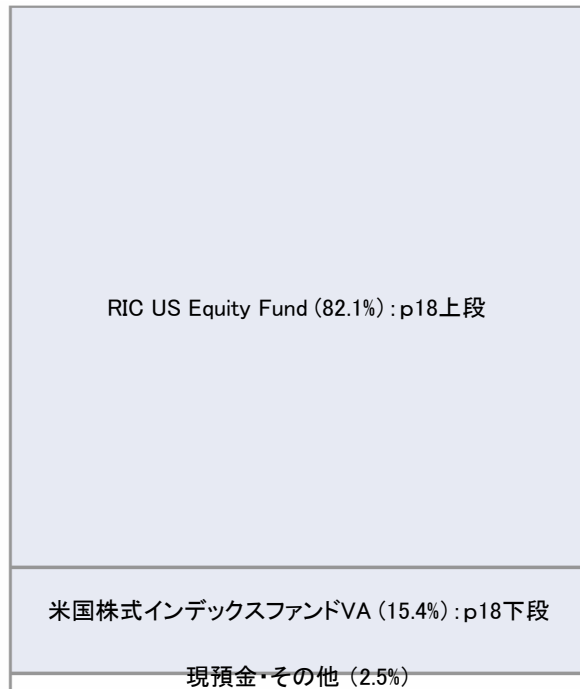 RIC US Equity Fund (82.1%) : p18上段
米国株式インデックスファンドVA (15.4%) : p18下段
現預金・その他 (2.5%)